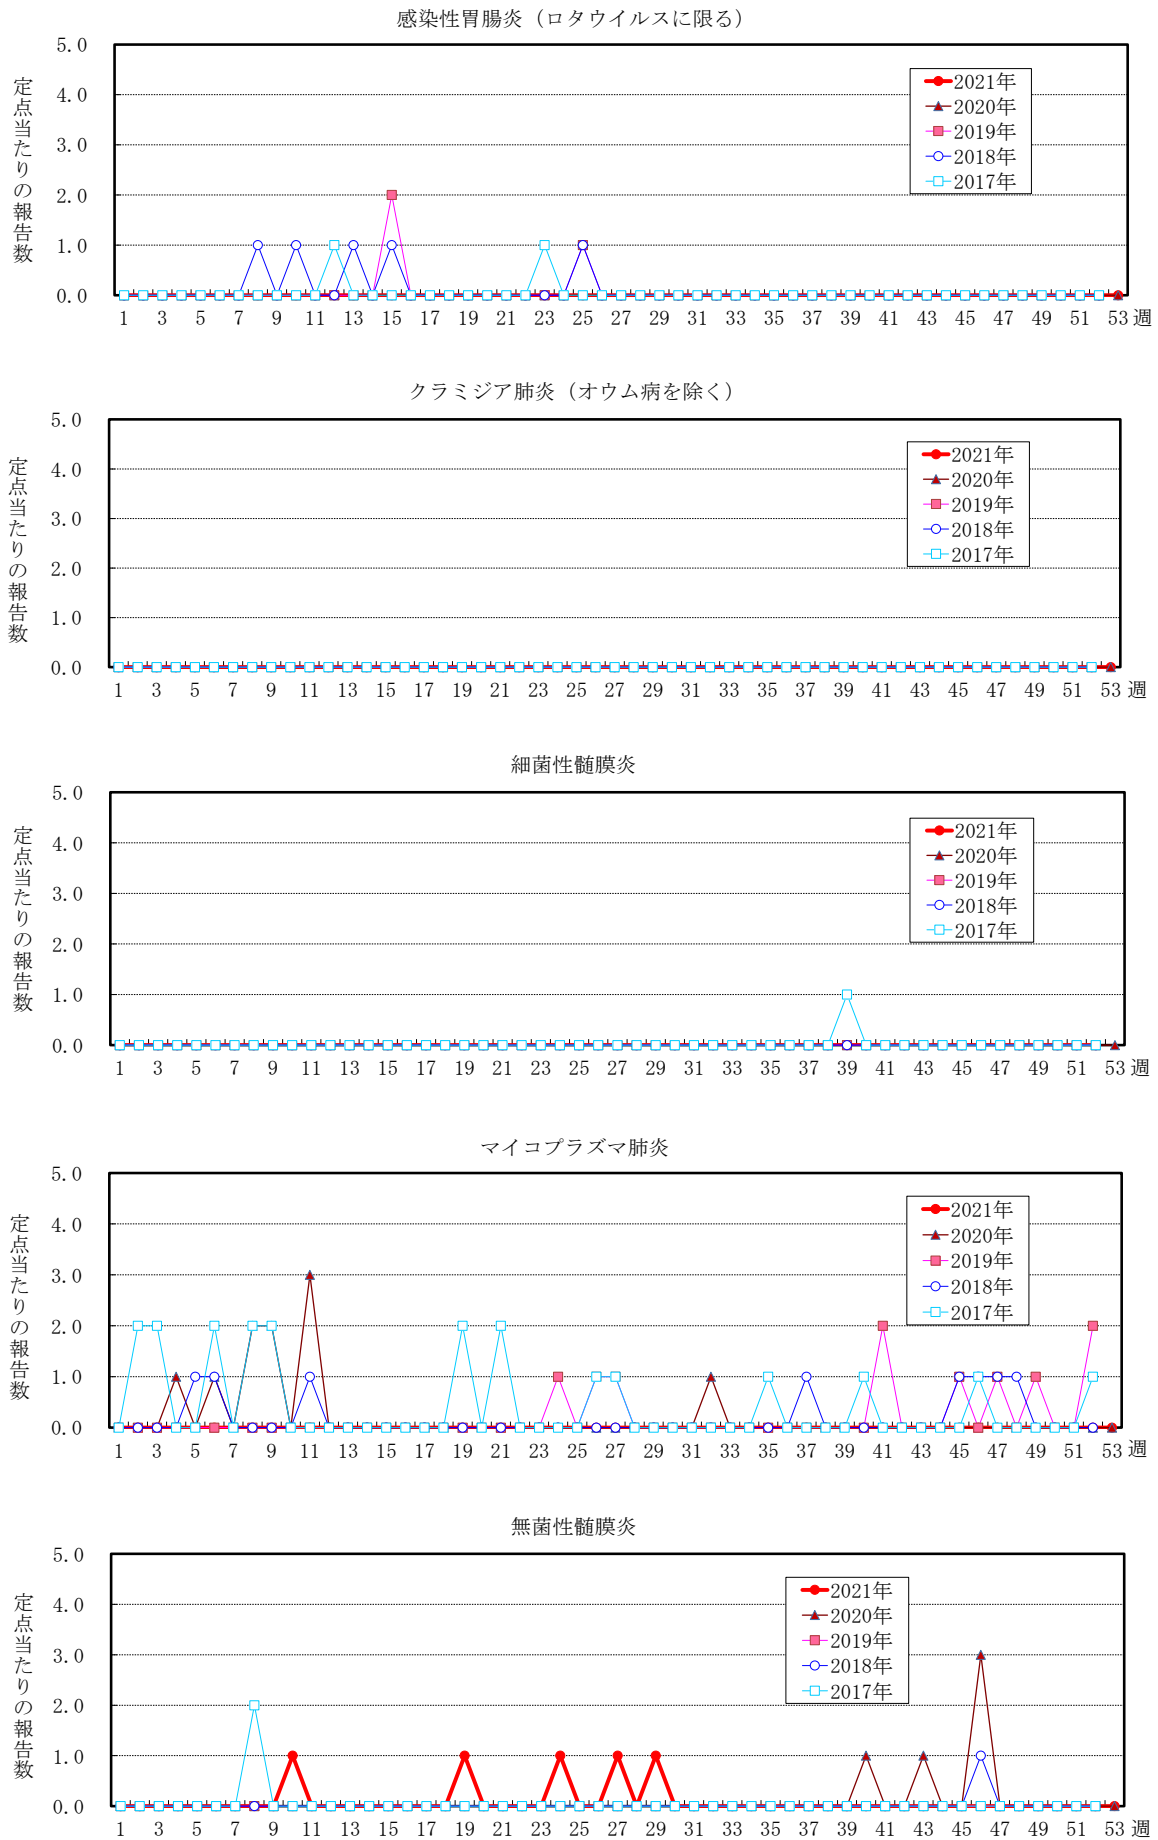 感染性胃腸炎（ロタウイルスに限る）
定点当たりの報告数
5.0
4.0
3.0
2.0
1.0
0.0
2021年
2020年
2019年
2018年
2017年
1 3 5 7 9 11 13 15 17 19 21 23 25 27 29 31 33 35 37 39 41 43 45 47 49 51 53 週
クラミジア肺炎（オウム病を除く）
定点当たりの報告数
5.0
4.0
3.0
2.0
1.0
0.0
2021年
2020年
2019年
2018年
2017年
1 3 5 7 9 11 13 15 17 19 21 23 25 27 29 31 33 35 37 39 41 43 45 47 49 51 53 週
細菌性髄膜炎
定点当たりの報告数
5.0
4.0
3.0
2.0
1.0
0.0
2021年
2020年
2019年
2018年
2017年
1 3 5 7 9 11 13 15 17 19 21 23 25 27 29 31 33 35 37 39 41 43 45 47 49 51 53 週
マイコプラズマ肺炎
定点当たりの報告数
5.0
4.0
3.0
2.0
1.0
0.0
2021年
2020年
2019年
2018年
2017年
1 3 5 7 9 11 13 15 17 19 21 23 25 27 29 31 33 35 37 39 41 43 45 47 49 51 53 週
無菌性髄膜炎
定点当たりの報告数
5.0
4.0
3.0
2.0
1.0
0.0
2021年
2020年
2019年
2018年
2017年
1 3 5 7 9 11 13 15 17 19 21 23 25 27 29 31 33 35 37 39 41 43 45 47 49 51 53 週